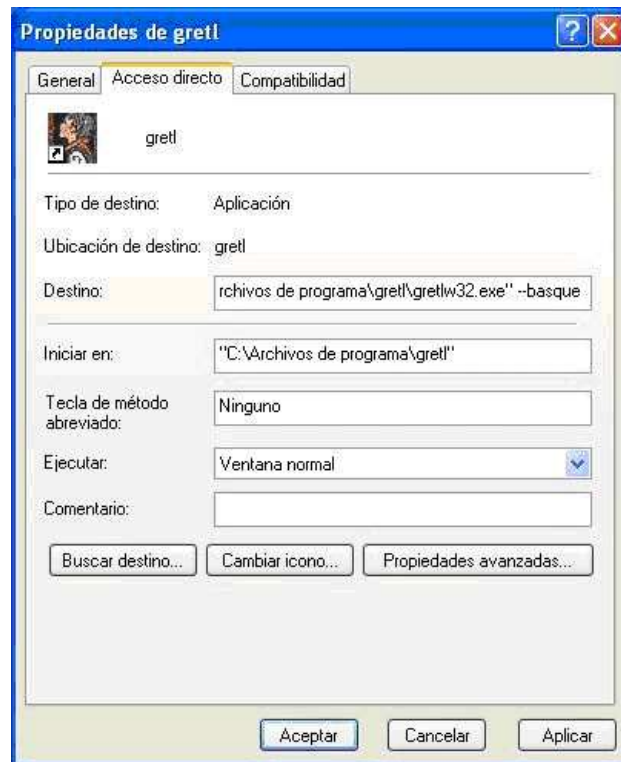 Propiedades de gretl
General Acceso directo Compatibilidad
gretl
Tipo de destino: Aplicación
Ubicación de destino: gretl
Destino: rchivos de programa\gretl\gretlw32.exe" --basque
Iniciar en: "C:\Archivos de programa\gretl"
Tecla de método abreviado: Ninguno
Ejecutar: Ventana normal
Comentario:
Buscar destino... Cambiar icono... Propiedades avanzadas...
Aceptar Cancelar Aplicar